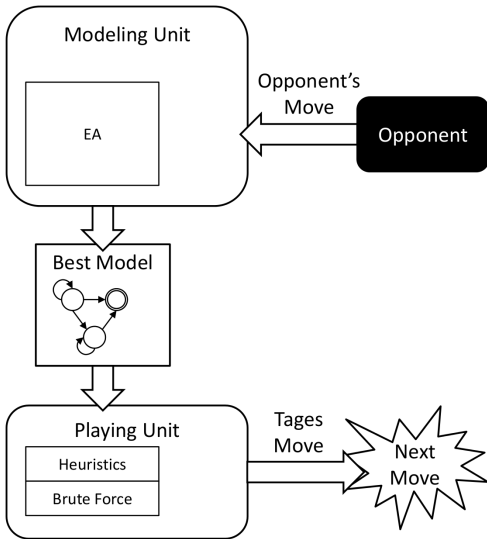 Modeling Unit
EA
Opponent's
Move
Opponent
Best Model
Playing Unit
Heuristics
Brute Force
Tages
Move
Next
Move